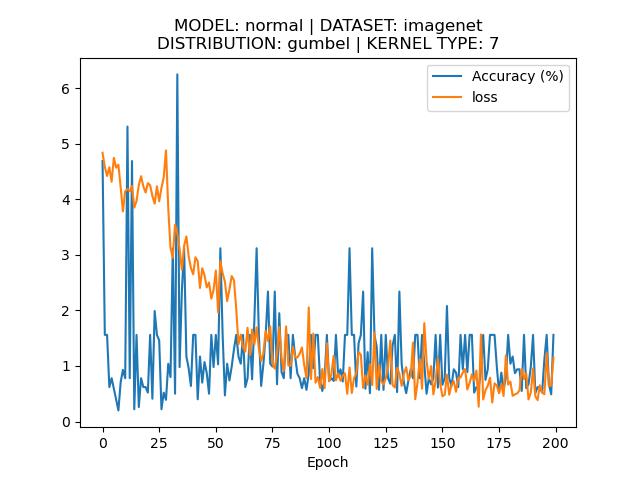 MODEL: normal | DATASET: imagenet
DISTRIBUTION: gumbel | KERNEL TYPE: 7
Accuracy (%)
loss
6
5
4
3
2
1
0
0 25 50 75 100 125 150 175 200
Epoch